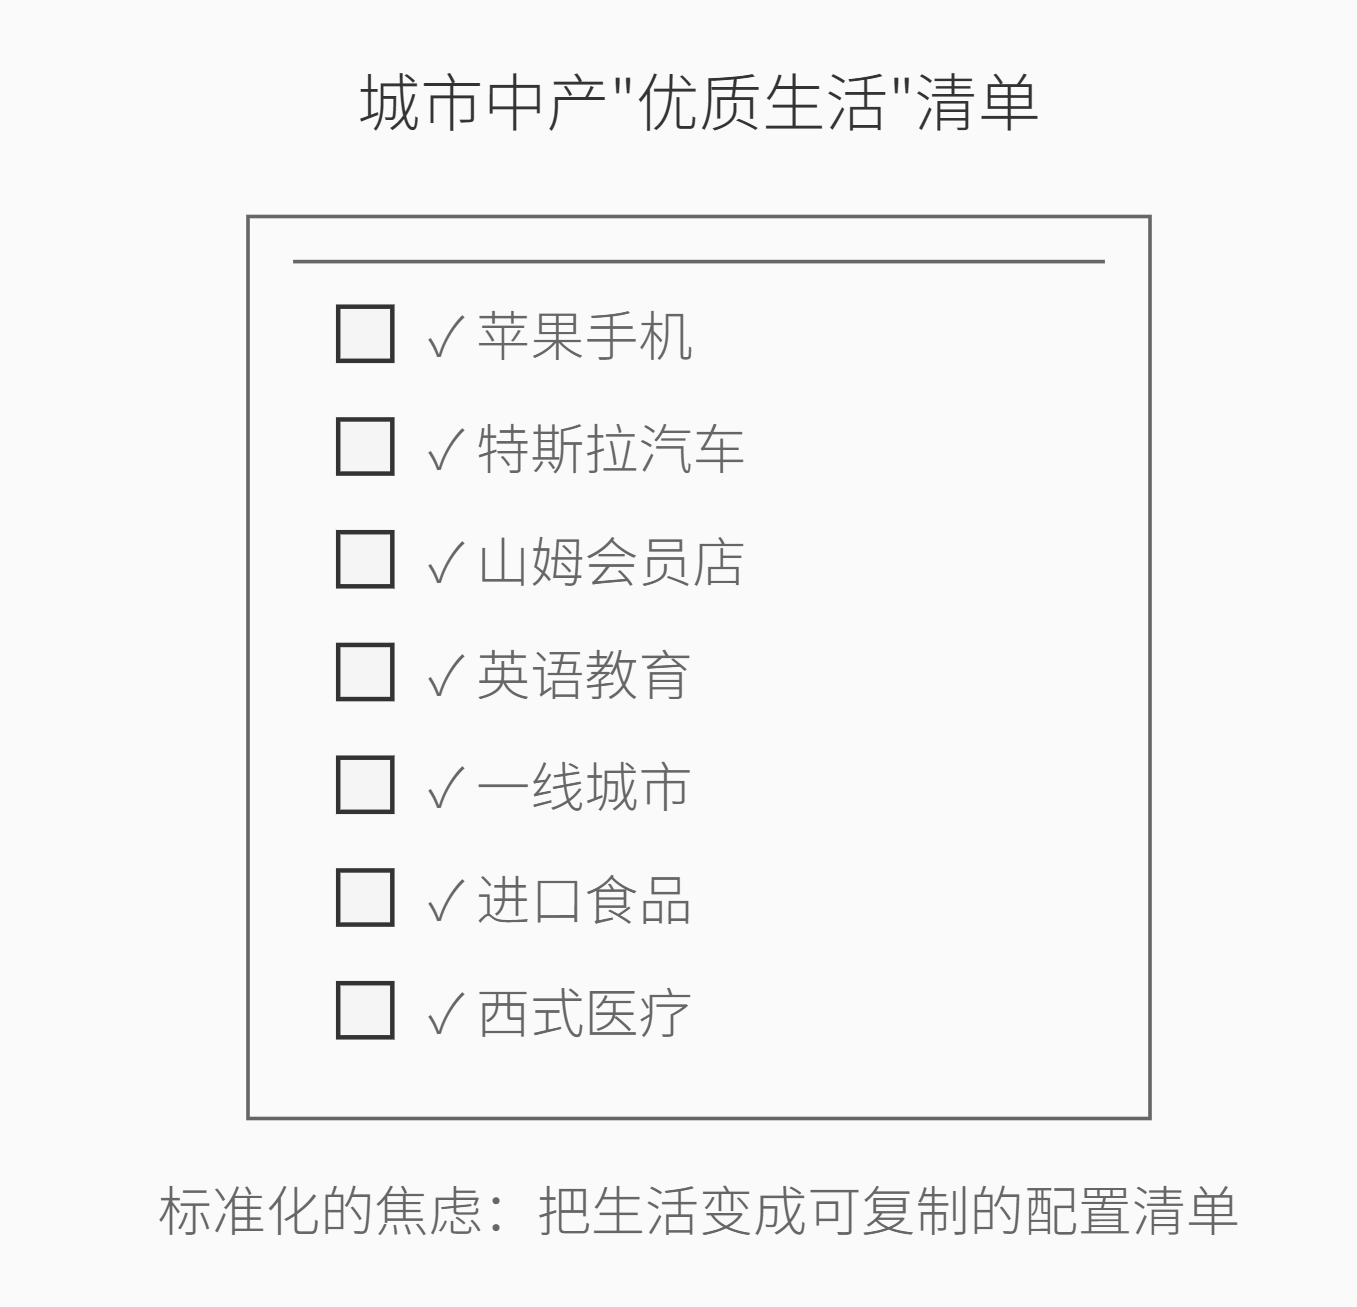 城市中产"优质生活"清单
✓ 苹果手机
✓ 特斯拉汽车
✓ 山姆会员店
✓ 英语教育
✓ 一线城市
✓ 进口食品
✓ 西式医疗
标准化的焦虑：把生活变成可复制的配置清单